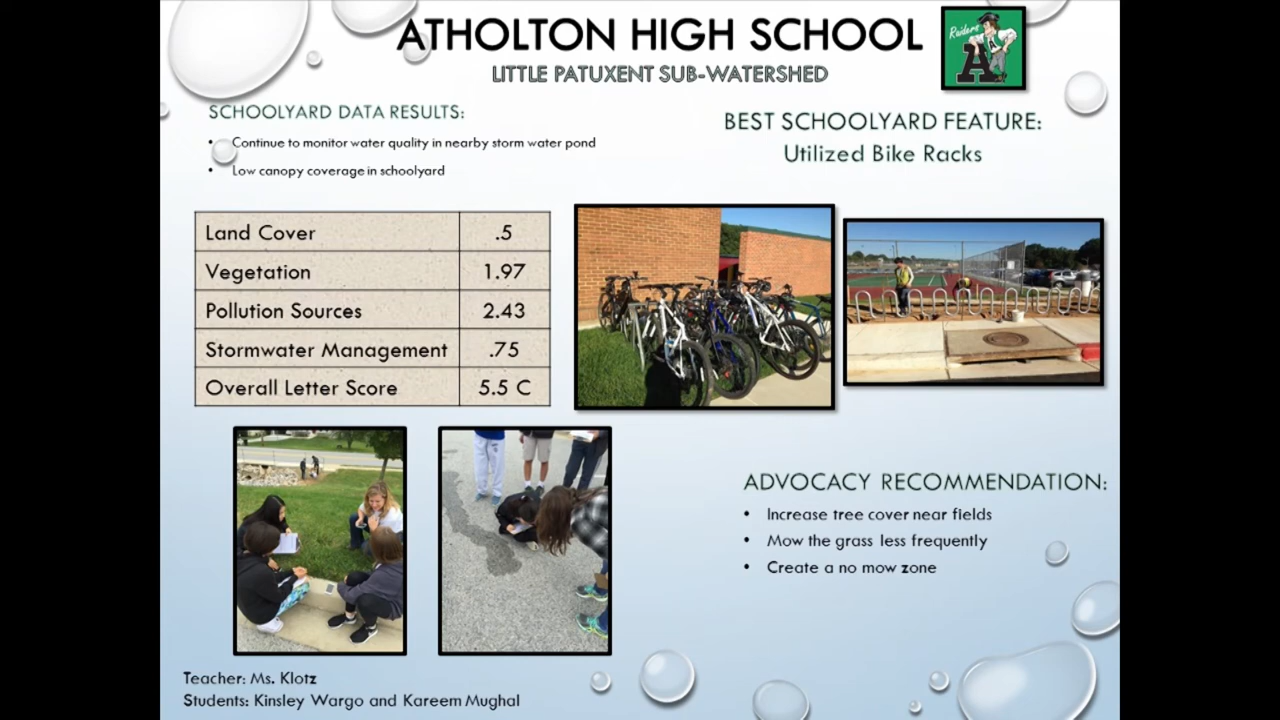 ATHOLTON HIGH SCHOOL
Raiders
A
LITTLE PATUXENT SUB-WATERSHED
SCHOOLYARD DATA RESULTS:
• Continue to monitor water quality in nearby storm water pond
• Low canopy coverage in schoolyard
BEST SCHOOLYARD FEATURE:
Utilized Bike Racks
Land Cover .5
Vegetation 1.97
Pollution Sources 2.43
Stormwater Management .75
Overall Letter Score 5.5 C
ADVOCACY RECOMMENDATION:
• Increase tree cover near fields
• Mow the grass less frequently
• Create a no mow zone
Teacher: Ms. Klotz
Students: Kinsley Wargo and Kareem Mughal